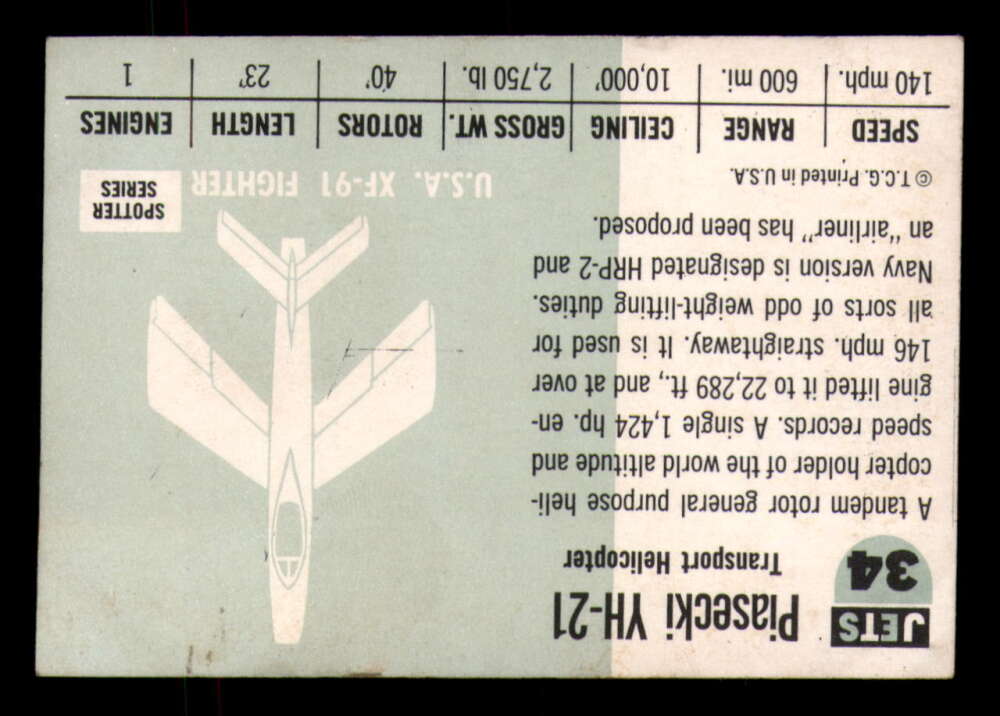 JETS
34
Piasecki YH-21
Transport Helicopter
A tandem rotor general purpose heli-
copter holder of the world altitude and
speed records. A single 1,424 hp. en-
gine lifted it to 22,289 ft., and at over
146 mph. straightaway. It is used for
all sorts of odd weight-lifting duties.
Navy version is designated HRP-2 and
an "airliner" has been proposed.
© T.C.G. Printed in U.S.A.
U.S.A. XF-91 FIGHTER
SPOTTER
SERIES
SPEED RANGE CEILING GROSS WT. ROTORS LENGTH ENGINES
140 mph. 600 mi. 10,000' 2,750 lb. 40' 23' 1